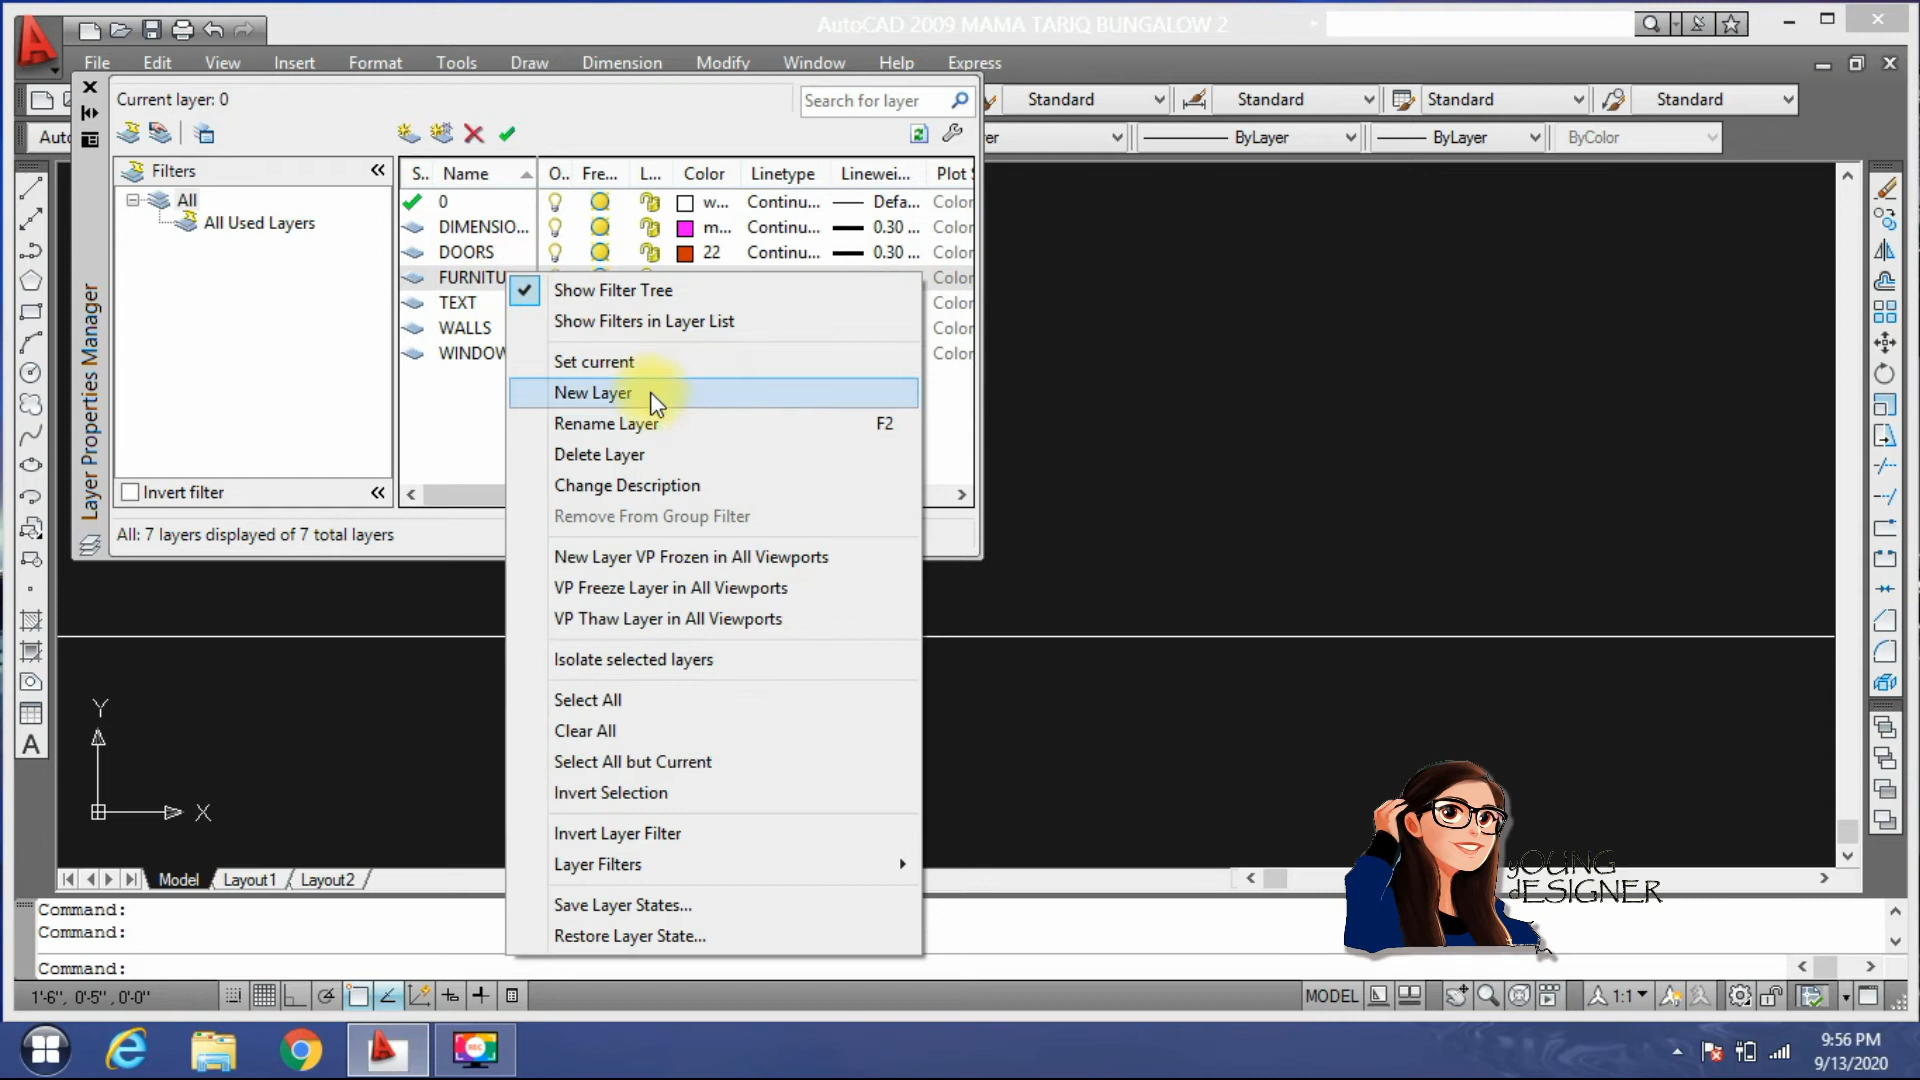 AutoCAD 2009 MAMA TARIQ BUNGALOW 2
File Edit View Insert Format Tools Draw Dimension Modify Window Help Express
Current layer: 0
Search for layer
Standard Standard Standard Standard
Auto
ByLayer ByLayer ByColor
Filters
All
All Used Layers
Invert filter
All: 7 layers displayed of 7 total layers
Layer Properties Manager
S.. Name O.. Fre... L... Color Linetype Linewei... Plot S
0 w... Continu... Defa... Color
DIMENSIO... m... Continu... 0.30 ... Color
DOORS 22 Continu... 0.30 ... Color
FURNITU Color
TEXT Color
WALLS Color
WINDOW Color
Show Filter Tree
Show Filters in Layer List
Set current
New Layer
Rename Layer F2
Delete Layer
Change Description
Remove From Group Filter
New Layer VP Frozen in All Viewports
VP Freeze Layer in All Viewports
VP Thaw Layer in All Viewports
Isolate selected layers
Select All
Clear All
Select All but Current
Invert Selection
Invert Layer Filter
Layer Filters
Save Layer States...
Restore Layer State...
Y
X
A
Model Layout1 Layout2
yOUNG
dESIGNER
Command:
Command:
Command:
1'-6", 0'-5", 0'-0"
MODEL 1:1
REC
9:56 PM
9/13/2020